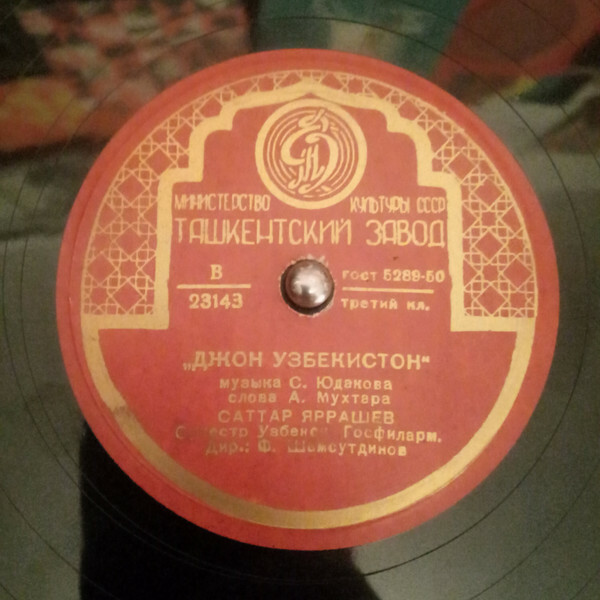 МИНИСТЕРСТВО КУЛЬТУРЫ СССР
ТАШКЕНТСКИЙ ЗАВОД
В
23143
гост 5289-50
третий кл.
„ДЖОН УЗБЕКИСТОН“
музыка С. Юдакова
слова А. Мухтара
САТТАР ЯРРАШЕВ
Оркестр Узбекск. Госфиларм.
Дир.: Ф. Шамсутдинов